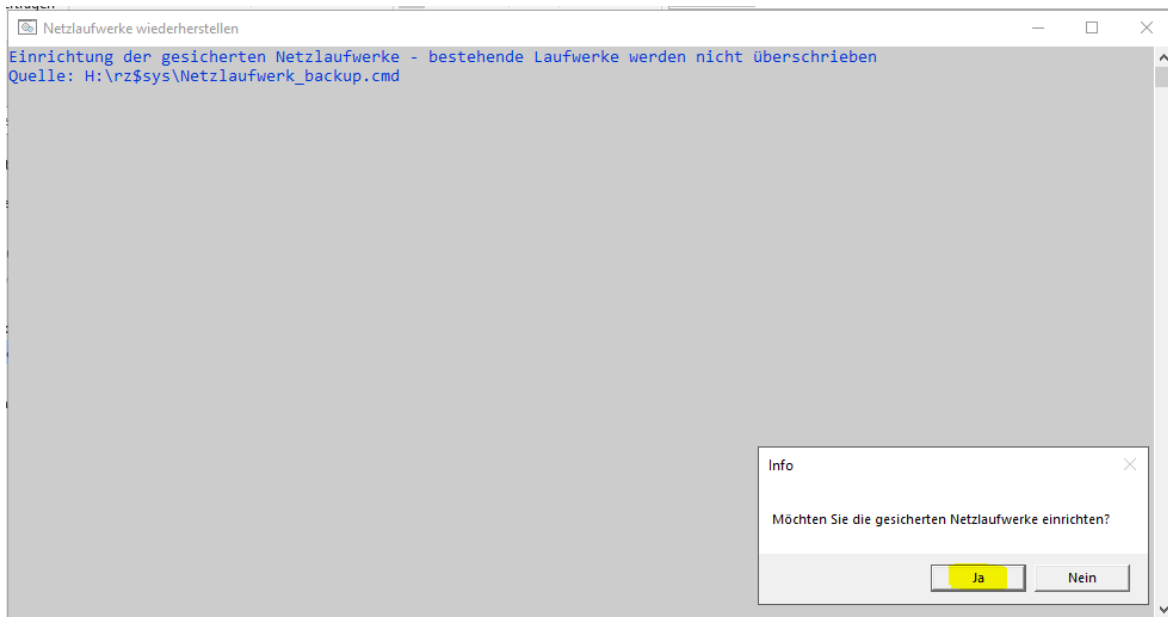 Netzlaufwerke wiederherstellen
Einrichtung der gesicherten Netzlaufwerke - bestehende Laufwerke werden nicht überschrieben
Quelle: H:\rz$sys\Netzlaufwerk_backup.cmd
Info
Möchten Sie die gesicherten Netzlaufwerke einrichten?
Ja
Nein